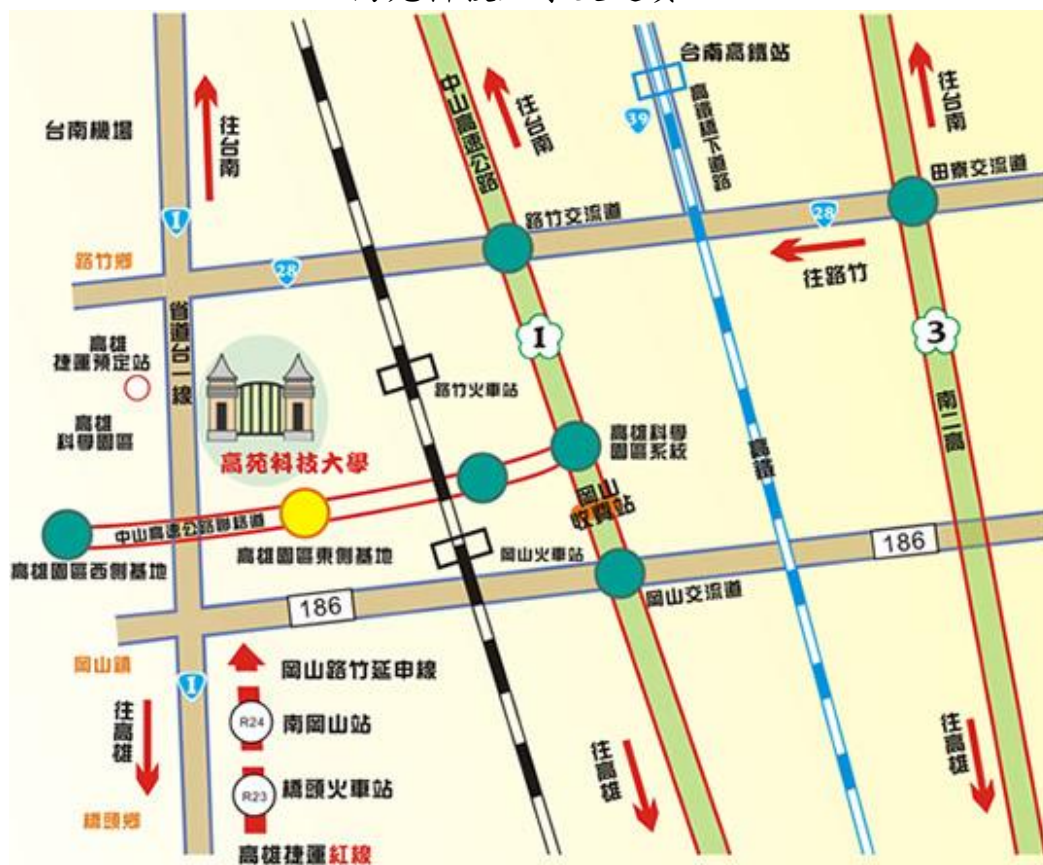 台南機場
往台南
中山高速公路
往台南
台南高鐵站
39
高鐵橋下道路
往台南
田寮交流道
路竹交流道
28
往路竹
1
路竹鄉
28
省道台一線
高雄
捷運預定站
高雄
科學園區
路竹火車站
1
3
南二高
高苑科技大學
高雄科學
園區系統
高鐵
岡山
收費站
中山高速公路聯絡道
高雄園區西側基地
高雄園區東側基地
岡山火車站
186
186
岡山交流道
岡山鎮
1
岡山路竹延申線
往高雄
R24
南岡山站
往高雄
往高雄
R23
橋頭火車站
橋頭鄉
高雄捷運紅線